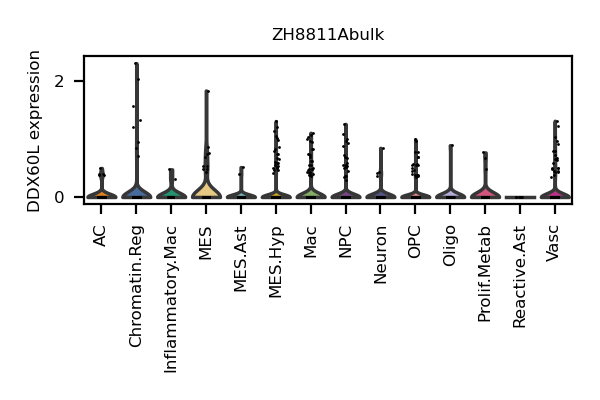 ZH8811Abulk
DDX60L expression
2
0
AC
Chromatin.Reg
Inflammatory.Mac
MES
MES.Ast
MES.Hyp
Mac
NPC
Neuron
OPC
Oligo
Prolif.Metab
Reactive.Ast
Vasc